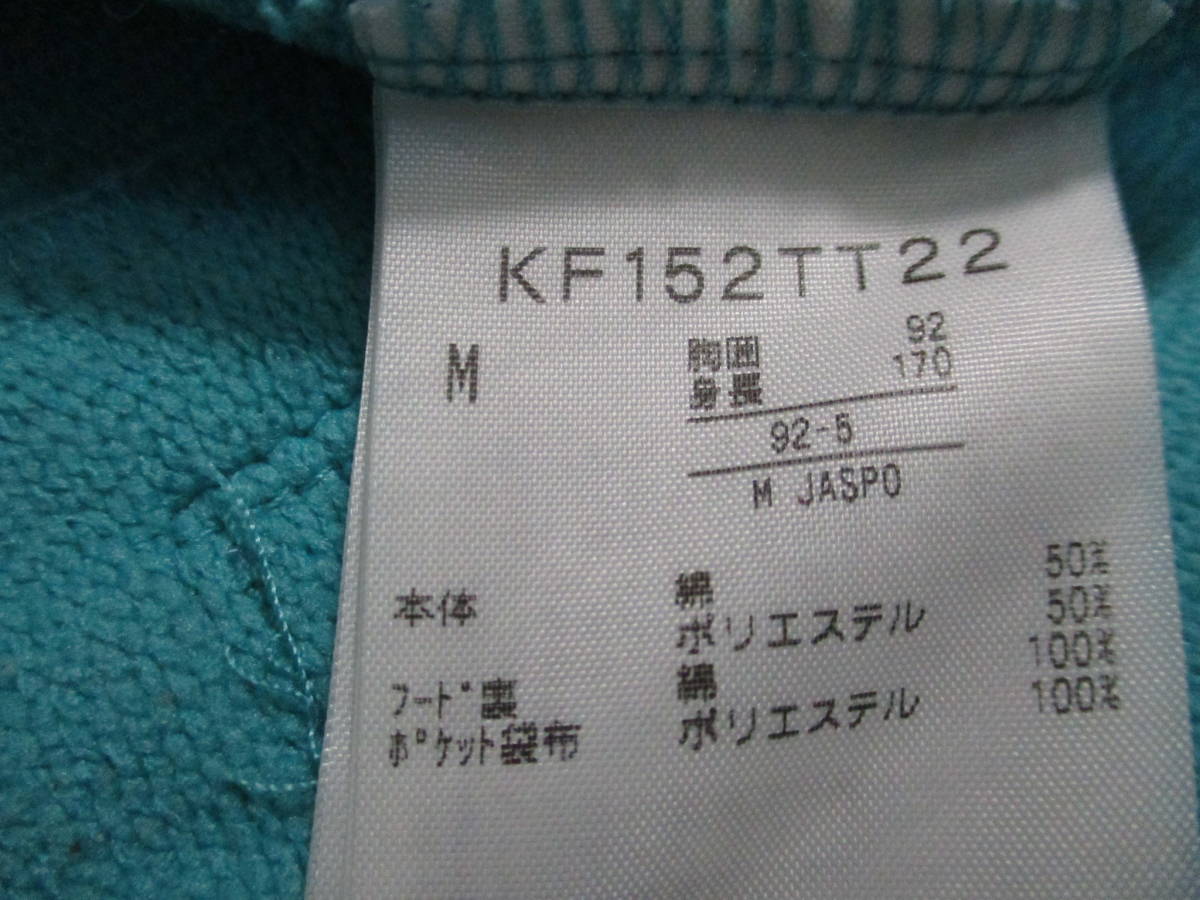 KF152TT22
M
胸囲 92
身長 170
92-5
M JASPO
本体 綿 50%
ポリエステル 50%
フード裏 綿 100%
ポケット袋布 ポリエステル 100%